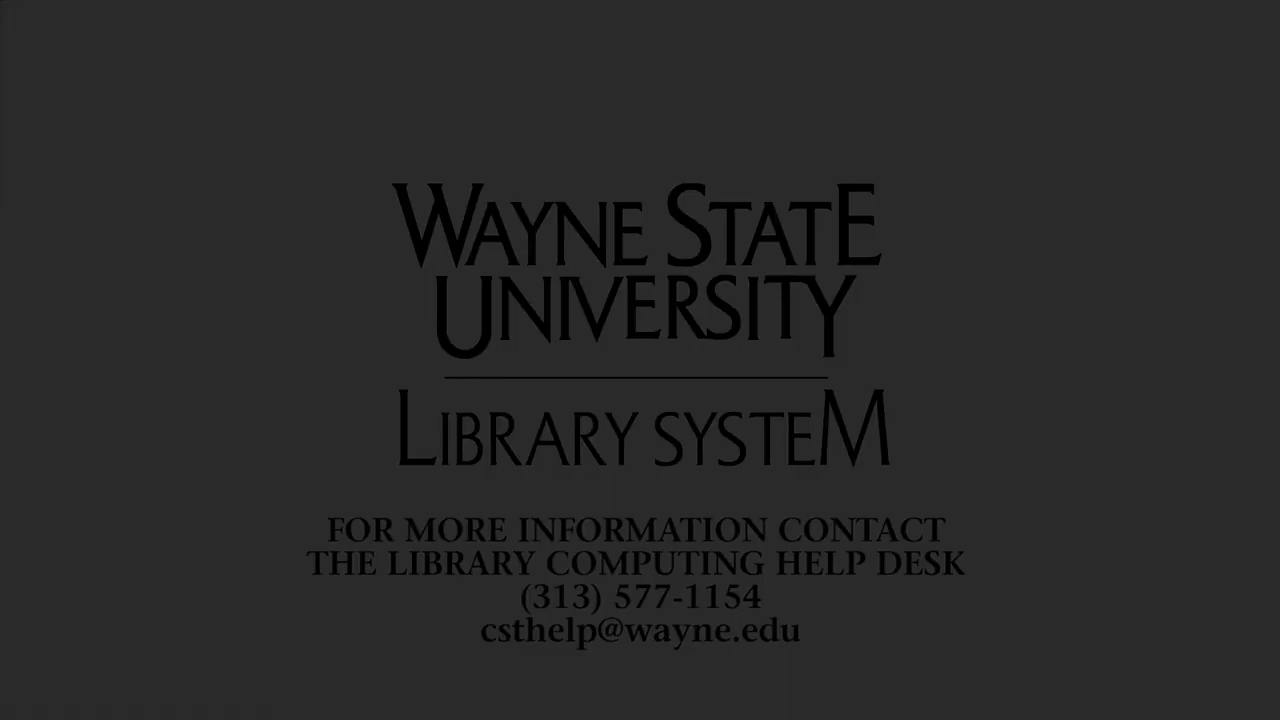 WAYNE STATE
UNIVERSITY
LIBRARY SYSTEM
FOR MORE INFORMATION CONTACT
THE LIBRARY COMPUTING HELP DESK
(313) 577-1154
csthelp@wayne.edu